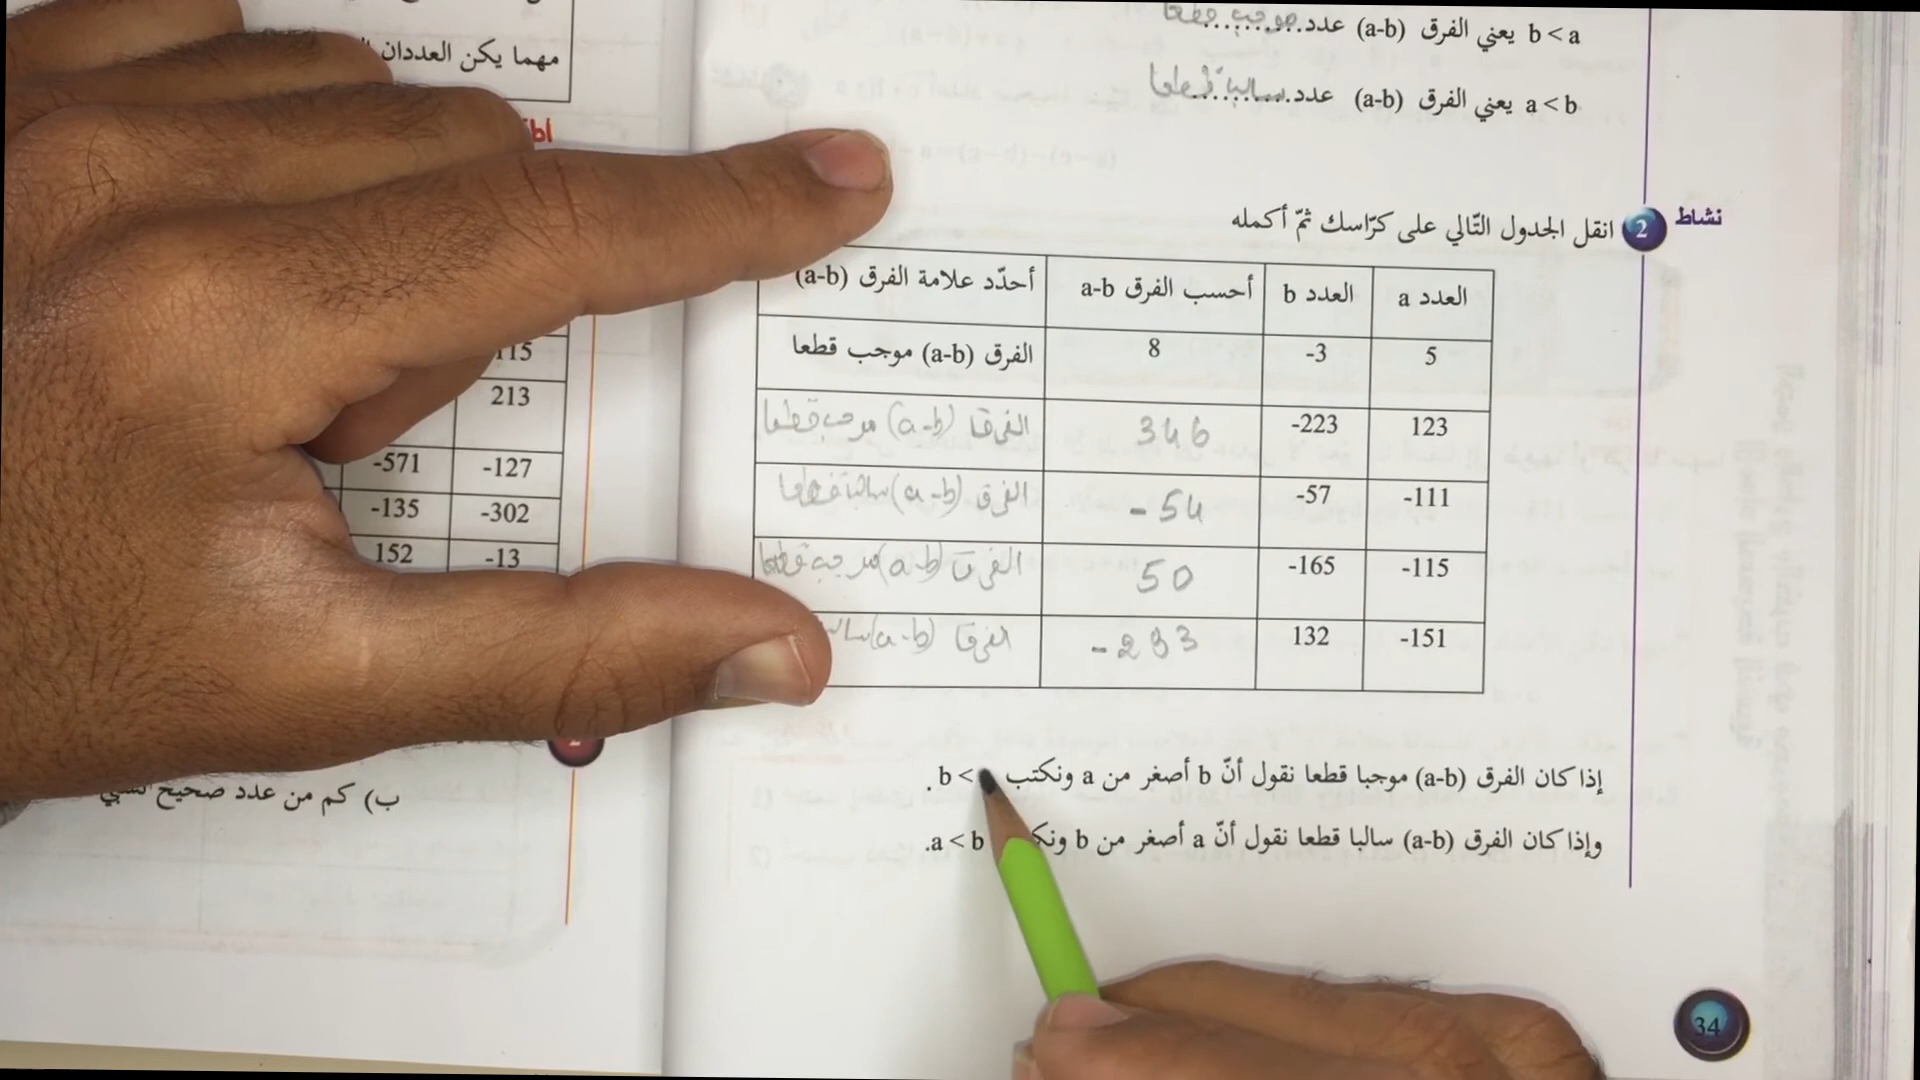 مهما يكن العددان
115
213
-571 -127
-135 -302
152 -13
ب) كم من عدد صحيح
b < a يعني الفرق (a-b) عدد..........موجب قطعا
a < b يعني الفرق (a-b) عدد..........سالبا قطعا
نشاط 2 انقل الجدول التّالي على كرّاسك ثمّ أكمله
العدد a العدد b أحسب الفرق a-b أحدّد علامة الفرق (a-b)
5 -3 8 الفرق (a-b) موجب قطعا
123 -223 346 الفرق (a-b) موجب قطعا
-111 -57 -54 الفرق (a-b) سالبا قطعا
-115 -165 50 الفرق (a-b) موجب قطعا
-151 132 -293 الفرق (a-b)
إذا كان الفرق (a-b) موجبا قطعا نقول أنّ b أصغر من a ونكتب b < .
وإذا كان الفرق (a-b) سالبا قطعا نقول أنّ a أصغر من b a < b.
34